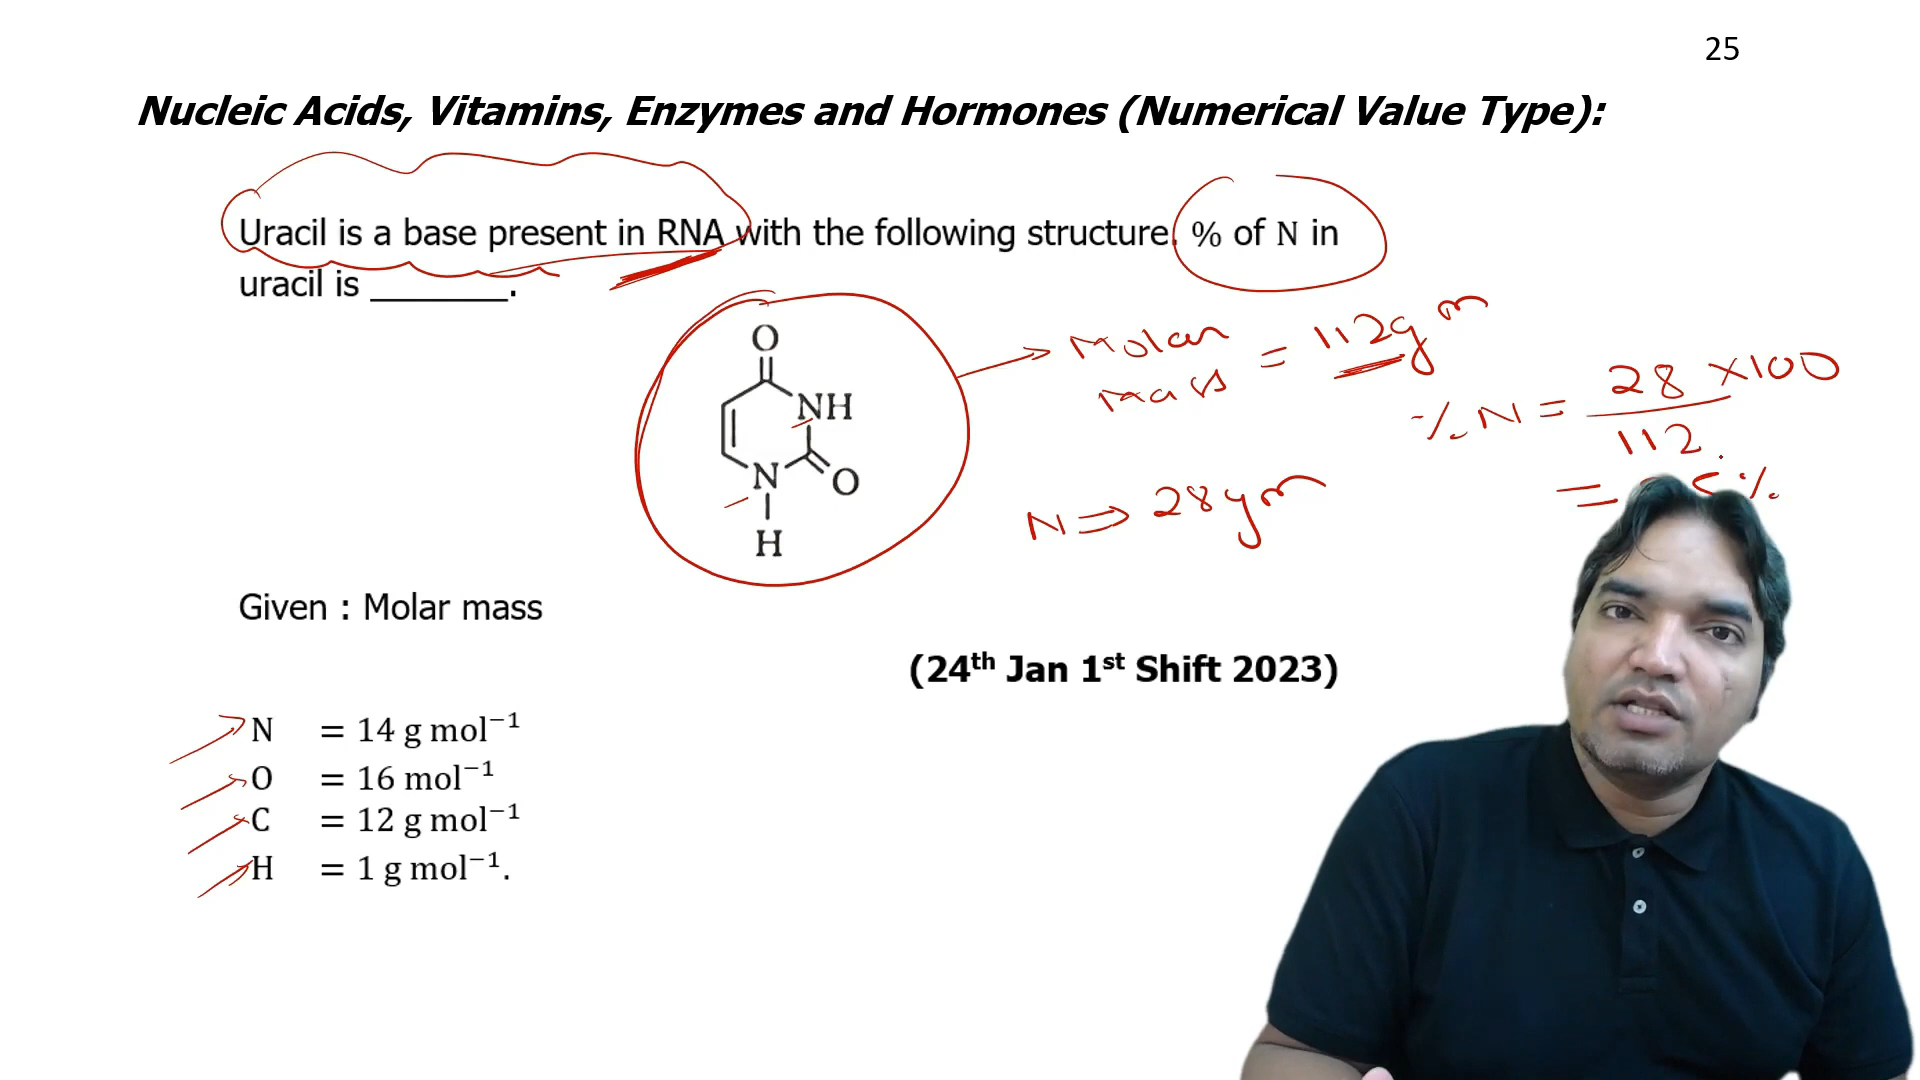 25
Nucleic Acids, Vitamins, Enzymes and Hormones (Numerical Value Type):
Uracil is a base present in RNA with the following structure. % of N in
uracil is ________.
O
NH
N
O
H
Molar
mass = 112gm
% N = 28 ×100
112
N ⇒ 28gm
Given : Molar mass
(24th Jan 1st Shift 2023)
N = 14 g mol⁻¹
O = 16 mol⁻¹
C = 12 g mol⁻¹
H = 1 g mol⁻¹.